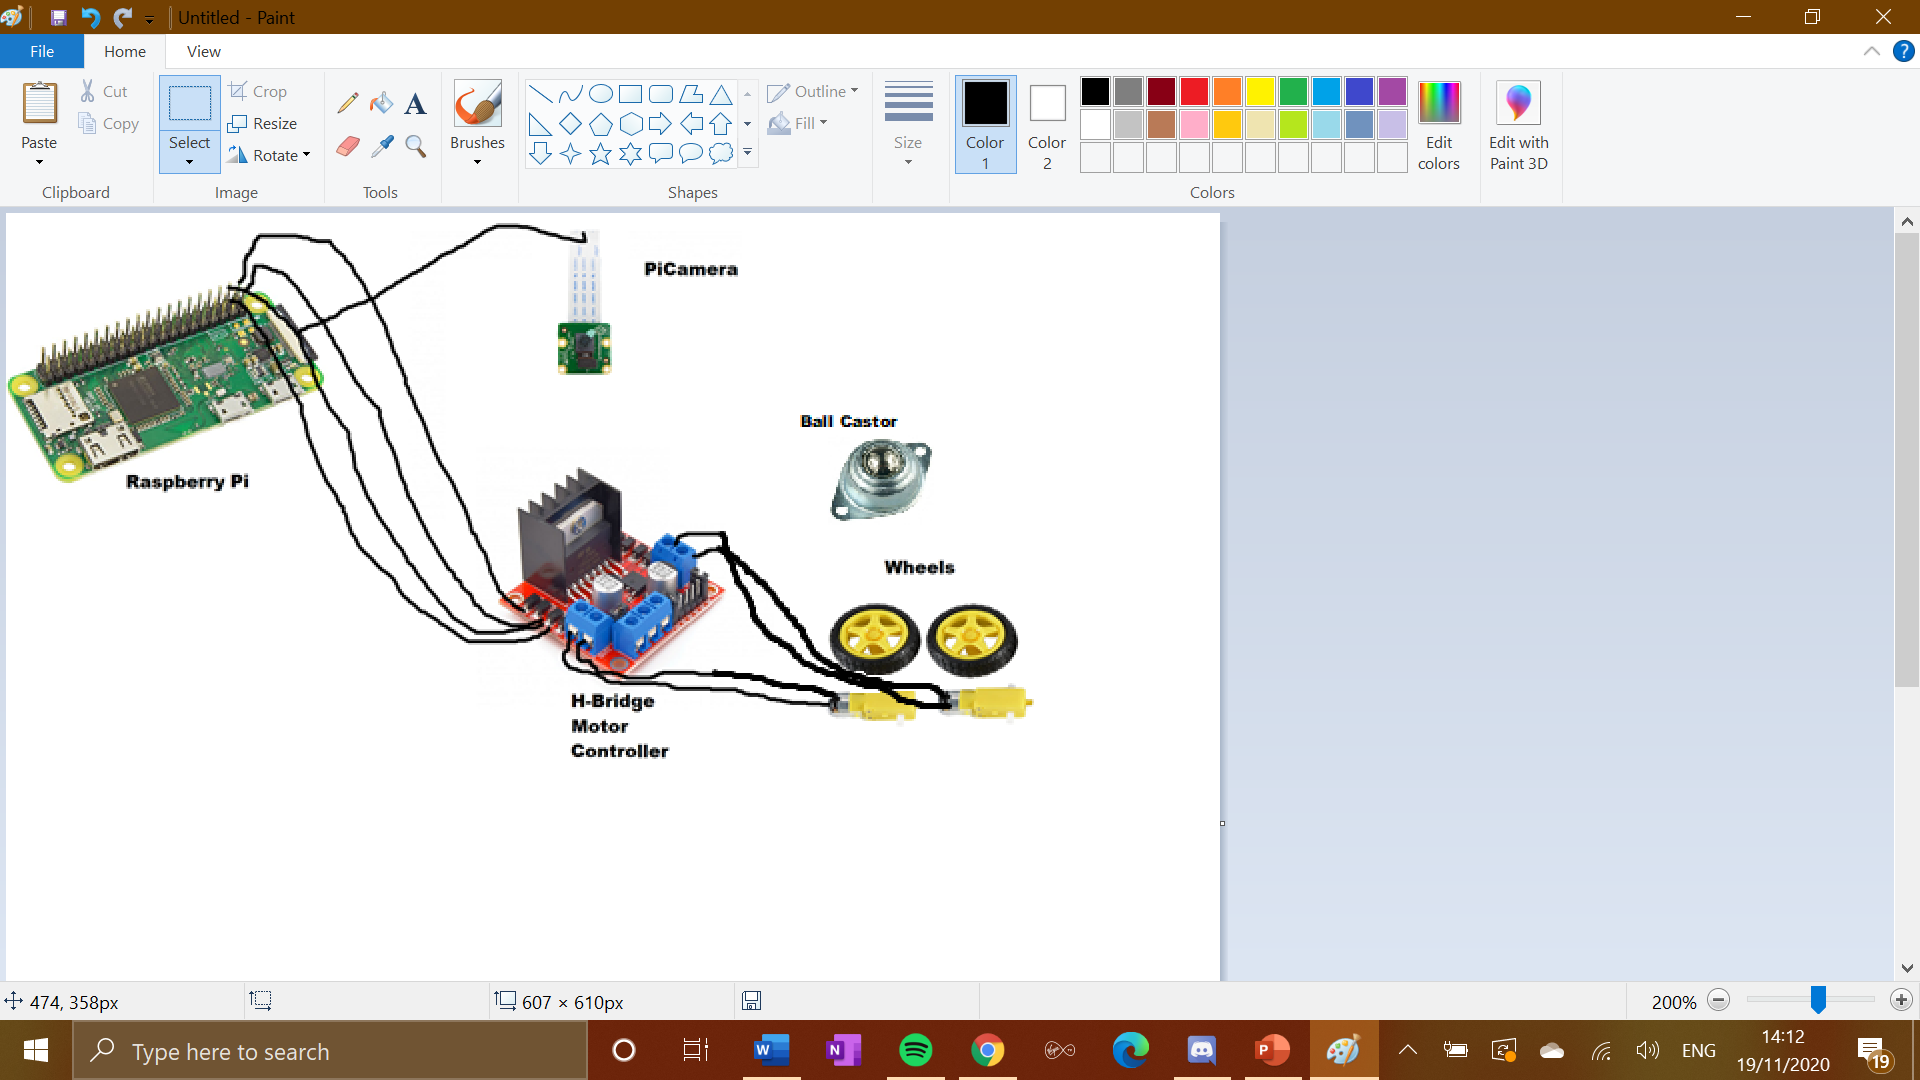 Untitled - Paint
File Home View
Paste
Cut
Copy
Clipboard
Select
Crop
Resize
Rotate
Image
Tools
Brushes
Shapes
Outline
Fill
Size
Color 1
Color 2
Colors
Edit colors
Edit with Paint 3D
PiCamera
Raspberry Pi
Ball Castor
Wheels
H-Bridge
Motor
Controller
474, 358px
607 × 610px
200%
Type here to search
ENG
14:12
19/11/2020
19